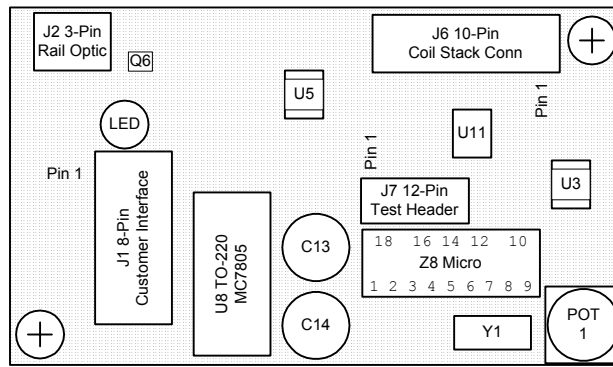 J2 3-Pin
Rail Optic
Q6
J6 10-Pin
Coil Stack Conn
U5
LED
Pin 1
U11
Pin 1
Pin 1
J1 8-Pin
Customer Interface
U8 TO-220
MC7805
J7 12-Pin
Test Header
U3
C13
18 16 14 12 10
Z8 Micro
1 2 3 4 5 6 7 8 9
C14
Y1
POT
1